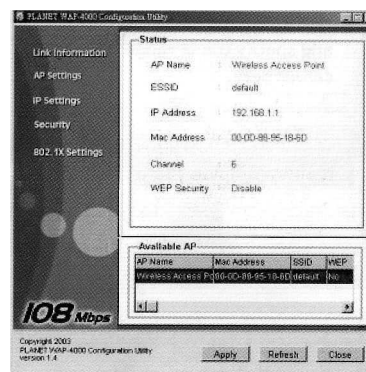 PLANET WAP-4000 Configuration Utility
Link Information
AP Settings
IP Settings
Security
802.1X Settings
Status
AP Name : Wireless Access Point
ESSID : default
IP Address : 192.168.1.1
Mac Address : 00-0D-88-95-18-6D
Channel : 6
WEP Security : Disable
Available AP
AP Name Mac Address SSID WEP
Wireless Access Po 00-0D-88-95-18-6D default No
108 Mbps
Copyright 2003
PLANET WAP-4000 Configuration Utility
version 1.4
Apply Refresh Close